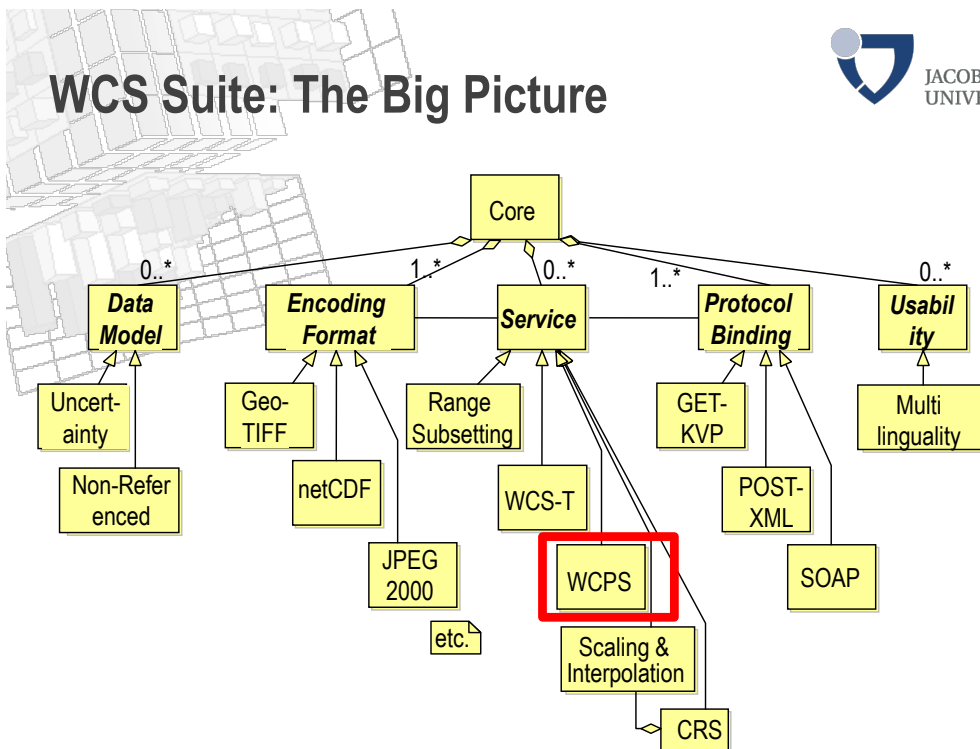 WCS Suite: The Big Picture
JACOB
UNIVE
Core
0..*
1..*
0..*
1..*
0..*
Data
Model
Encoding
Format
Service
Protocol
Binding
Usabil
ity
Uncert-
ainty
Geo-
TIFF
Range
Subsetting
GET-
KVP
Multi
linguality
Non-Refer
enced
netCDF
WCS-T
POST-
XML
JPEG
2000
WCPS
SOAP
etc.
Scaling &
Interpolation
CRS